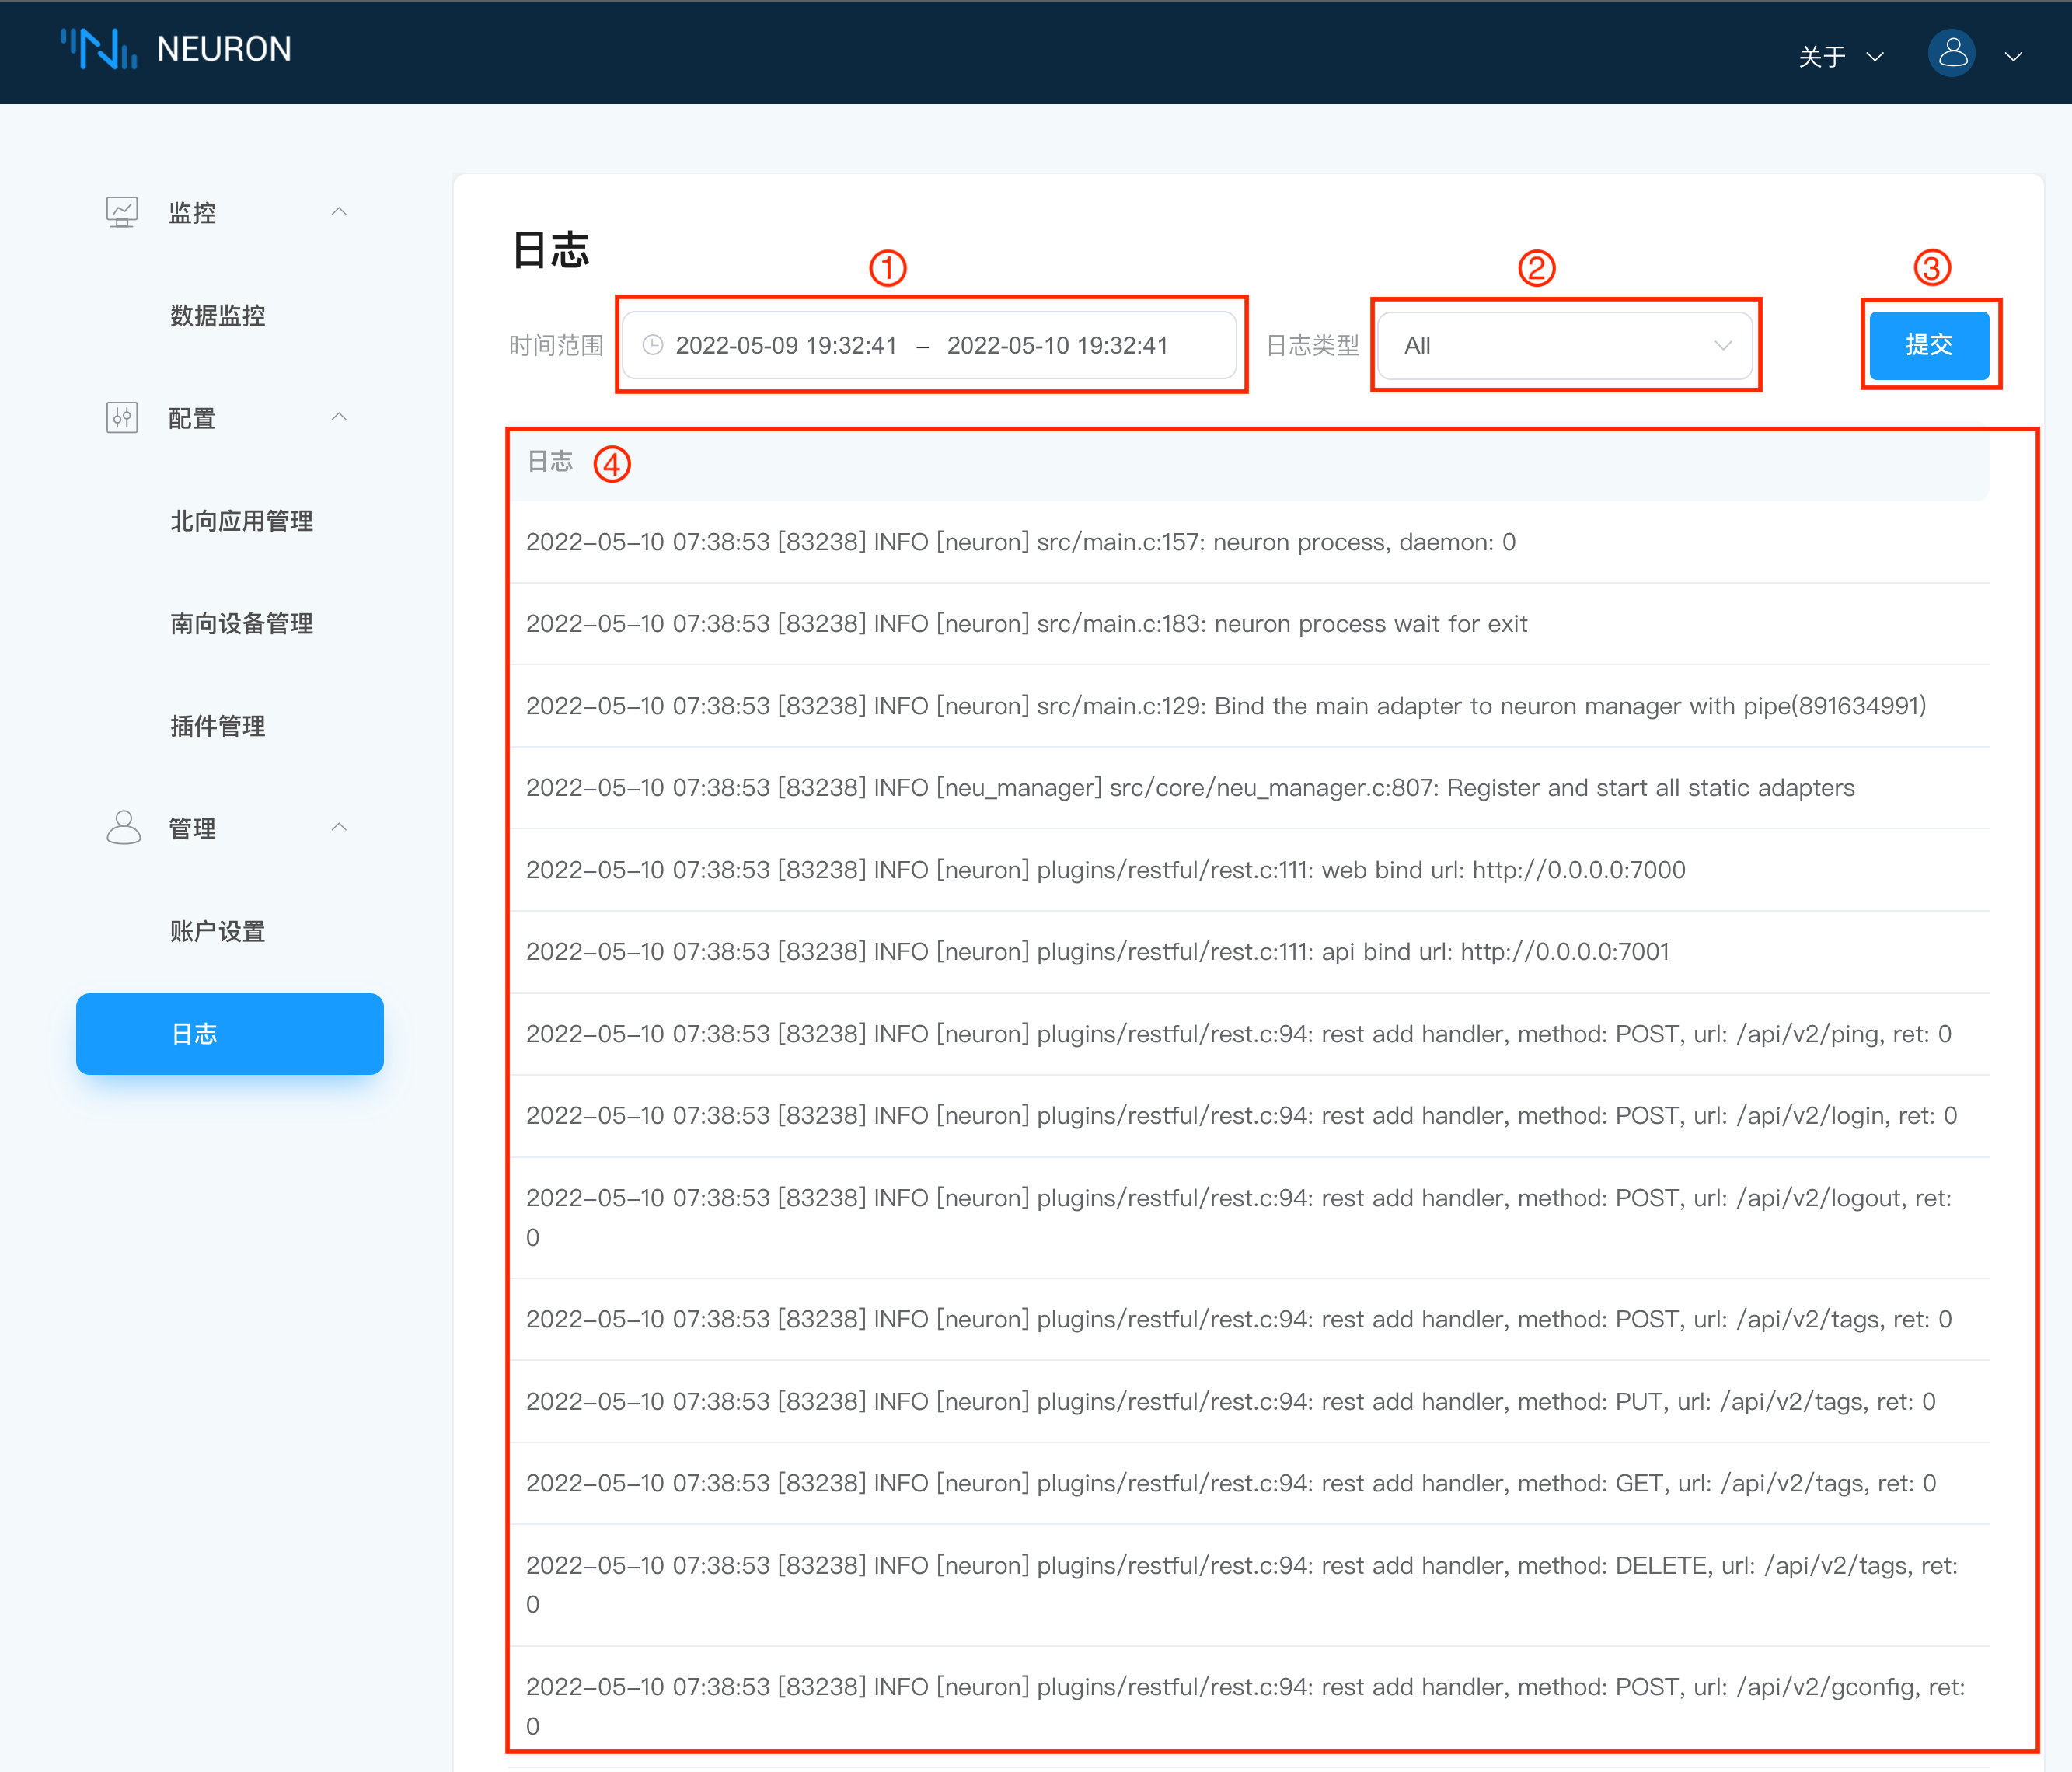 NEURON
关于
监控
数据监控
配置
北向应用管理
南向设备管理
插件管理
管理
账户设置
日志
日志
① ② ③
时间范围 2022-05-09 19:32:41 – 2022-05-10 19:32:41 日志类型 All 提交
日志 ④
2022-05-10 07:38:53 [83238] INFO [neuron] src/main.c:157: neuron process, daemon: 0
2022-05-10 07:38:53 [83238] INFO [neuron] src/main.c:183: neuron process wait for exit
2022-05-10 07:38:53 [83238] INFO [neuron] src/main.c:129: Bind the main adapter to neuron manager with pipe(891634991)
2022-05-10 07:38:53 [83238] INFO [neu_manager] src/core/neu_manager.c:807: Register and start all static adapters
2022-05-10 07:38:53 [83238] INFO [neuron] plugins/restful/rest.c:111: web bind url: http://0.0.0.0:7000
2022-05-10 07:38:53 [83238] INFO [neuron] plugins/restful/rest.c:111: api bind url: http://0.0.0.0:7001
2022-05-10 07:38:53 [83238] INFO [neuron] plugins/restful/rest.c:94: rest add handler, method: POST, url: /api/v2/ping, ret: 0
2022-05-10 07:38:53 [83238] INFO [neuron] plugins/restful/rest.c:94: rest add handler, method: POST, url: /api/v2/login, ret: 0
2022-05-10 07:38:53 [83238] INFO [neuron] plugins/restful/rest.c:94: rest add handler, method: POST, url: /api/v2/logout, ret:
0
2022-05-10 07:38:53 [83238] INFO [neuron] plugins/restful/rest.c:94: rest add handler, method: POST, url: /api/v2/tags, ret: 0
2022-05-10 07:38:53 [83238] INFO [neuron] plugins/restful/rest.c:94: rest add handler, method: PUT, url: /api/v2/tags, ret: 0
2022-05-10 07:38:53 [83238] INFO [neuron] plugins/restful/rest.c:94: rest add handler, method: GET, url: /api/v2/tags, ret: 0
2022-05-10 07:38:53 [83238] INFO [neuron] plugins/restful/rest.c:94: rest add handler, method: DELETE, url: /api/v2/tags, ret:
0
2022-05-10 07:38:53 [83238] INFO [neuron] plugins/restful/rest.c:94: rest add handler, method: POST, url: /api/v2/gconfig, ret:
0